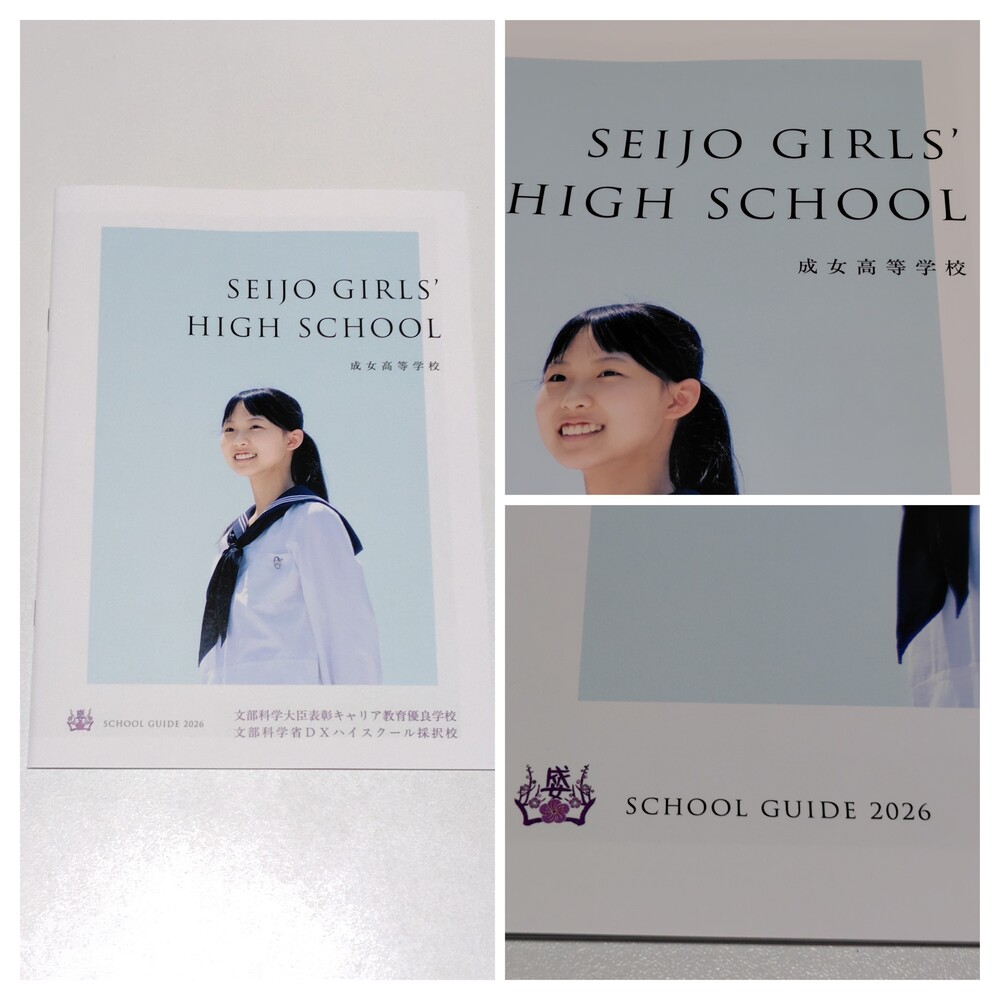 SEIJO GIRLS’
HIGH SCHOOL
成女高等学校
SCHOOL GUIDE 2026
文部科学大臣表彰キャリア教育優良学校
文部科学省DXハイスクール採択校
SEIJO GIRLS’
HIGH SCHOOL
成女高等学校
SCHOOL GUIDE 2026